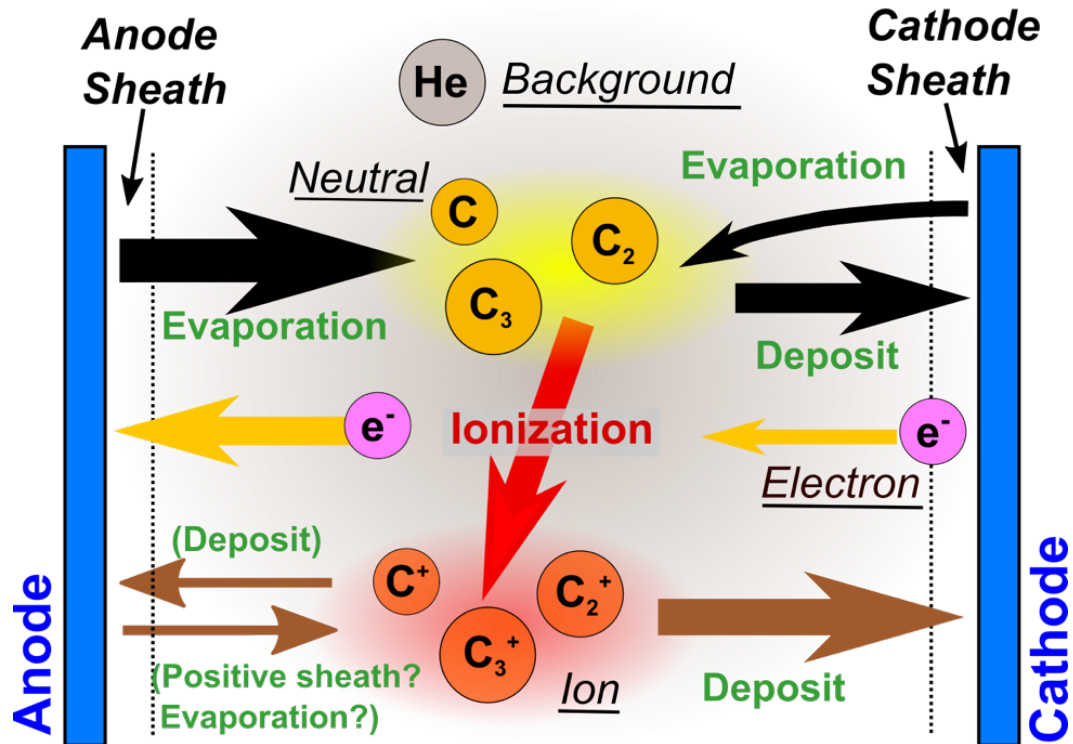 Anode
Sheath
Cathode
Sheath
He
Background
Evaporation
Neutral
C
C₂
C₃
Evaporation
Deposit
e⁻
Ionization
e⁻
Electron
(Deposit)
C⁺
C₂⁺
C₃⁺
(Positive sheath?
Evaporation?)
Ion
Deposit
Anode
Cathode